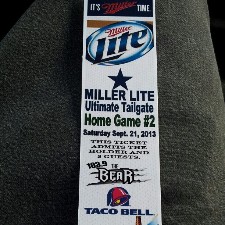 IT'S Miller TIME.
Miller
Lite
MILLER LITE
Ultimate Tailgate
Home Game #2
Saturday Sept. 21, 2013
THIS TICKET
ADMITS THE
HOLDER AND
2 GUESTS.
102.9 THE
BEAR
TACO BELL